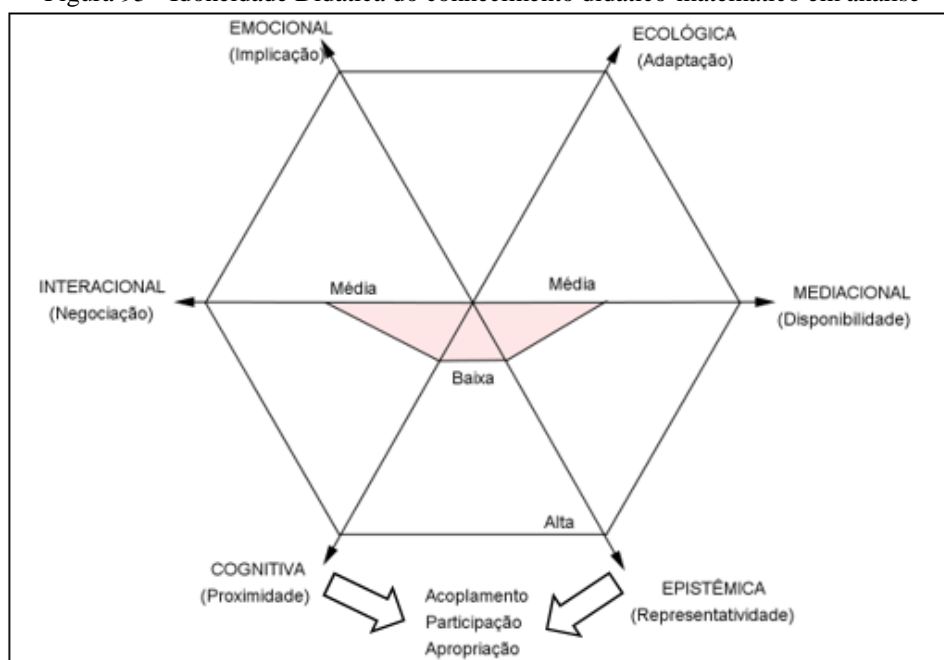 Figura 95 - Idoneidade Didática do conhecimento didático-matemático em análise
EMOCIONAL
(Implicação)
ECOLÓGICA
(Adaptação)
INTERACIONAL
(Negociação)
Média
Média
MEDIACIONAL
(Disponibilidade)
Baixa
Alta
COGNITIVA
(Proximidade)
Acoplamento
Participação
Apropriação
EPISTÊMICA
(Representatividade)